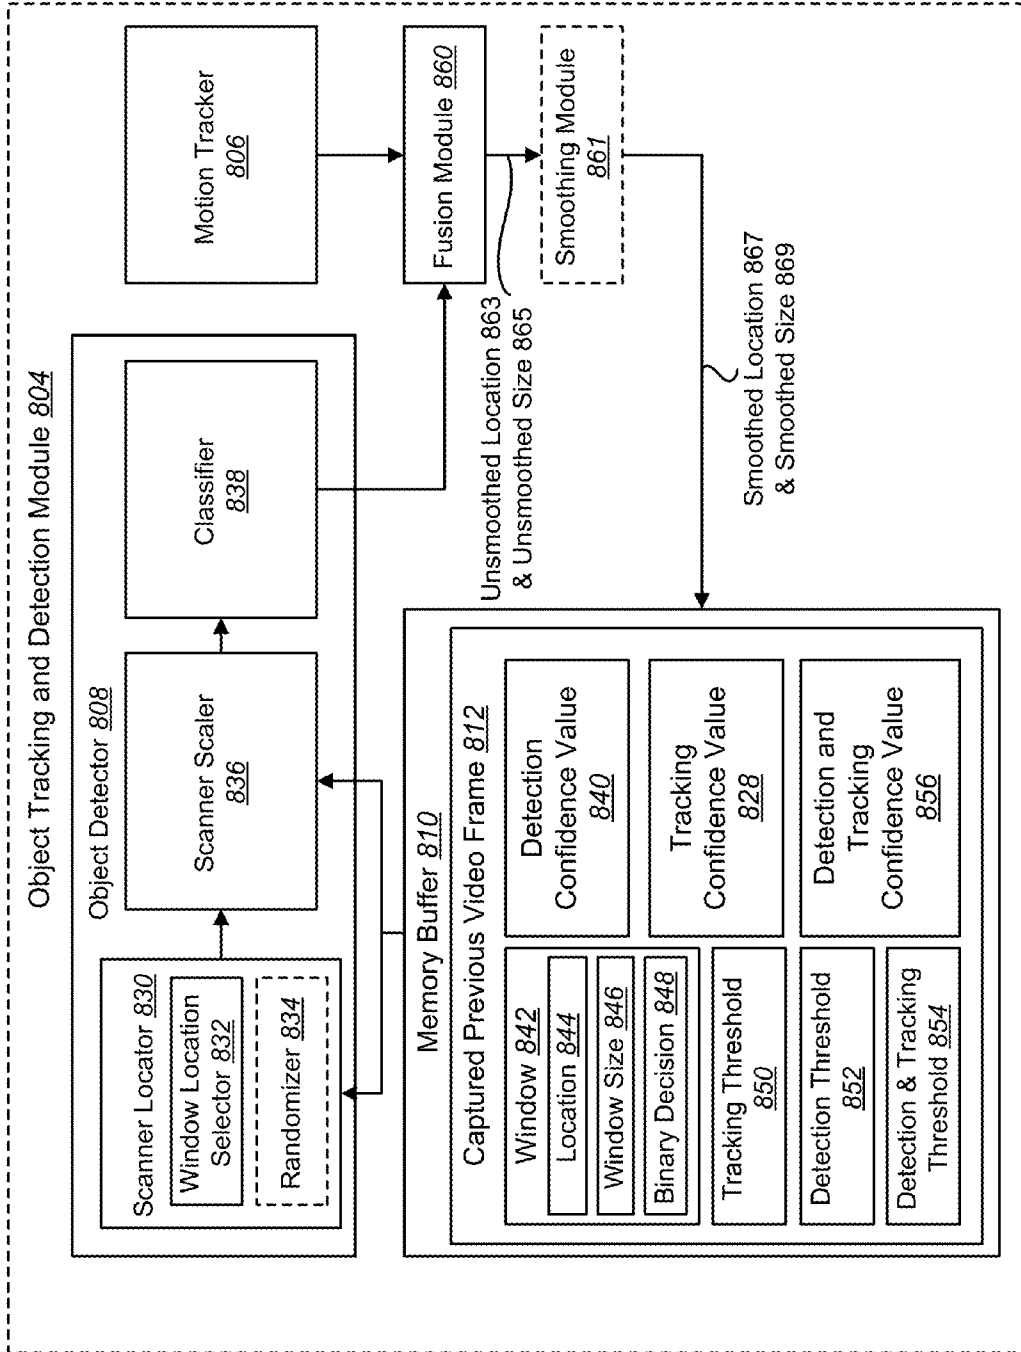 Object Tracking and Detection Module 804
Object Detector 808
Scanner Locator 830
Window Location
Selector 832
Randomizer 834
Scanner Scaler
836
Classifier
838
Motion Tracker
806
Fusion Module 860
Unsmoothed Location 863
& Unsmoothed Size 865
Smoothing Module
861
Smoothed Location 867
& Smoothed Size 869
Memory Buffer 810
Captured Previous Video Frame 812
Window 842
Location 844
Window Size 846
Binary Decision 848
Tracking Threshold
850
Detection Threshold
852
Detection & Tracking
Threshold 854
Detection
Confidence Value
840
Tracking
Confidence Value
828
Detection and
Tracking
Confidence Value
856